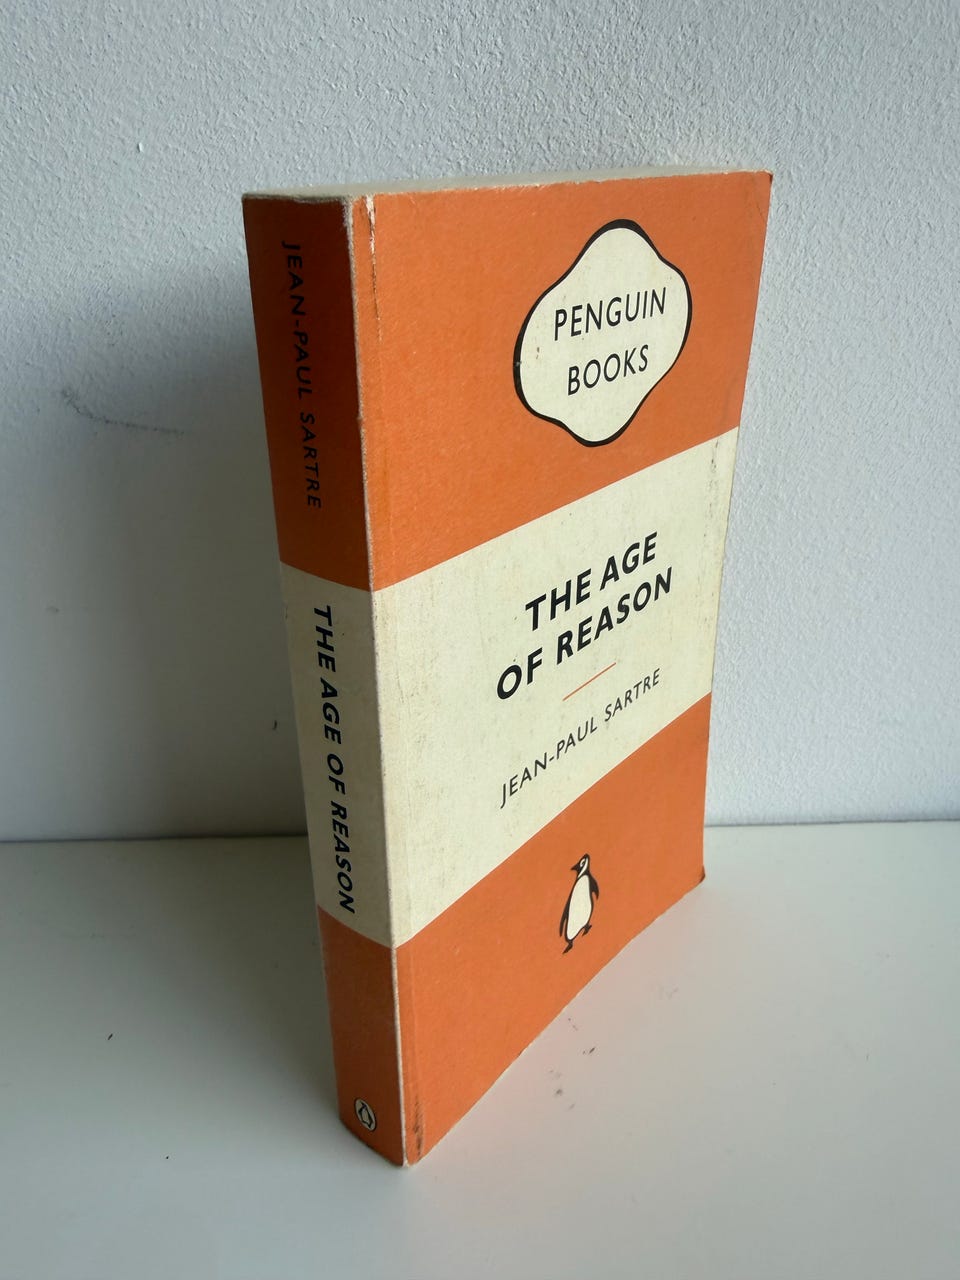 JEAN-PAUL SARTRE
THE AGE OF REASON
PENGUIN
BOOKS
THE AGE
OF REASON
JEAN-PAUL SARTRE